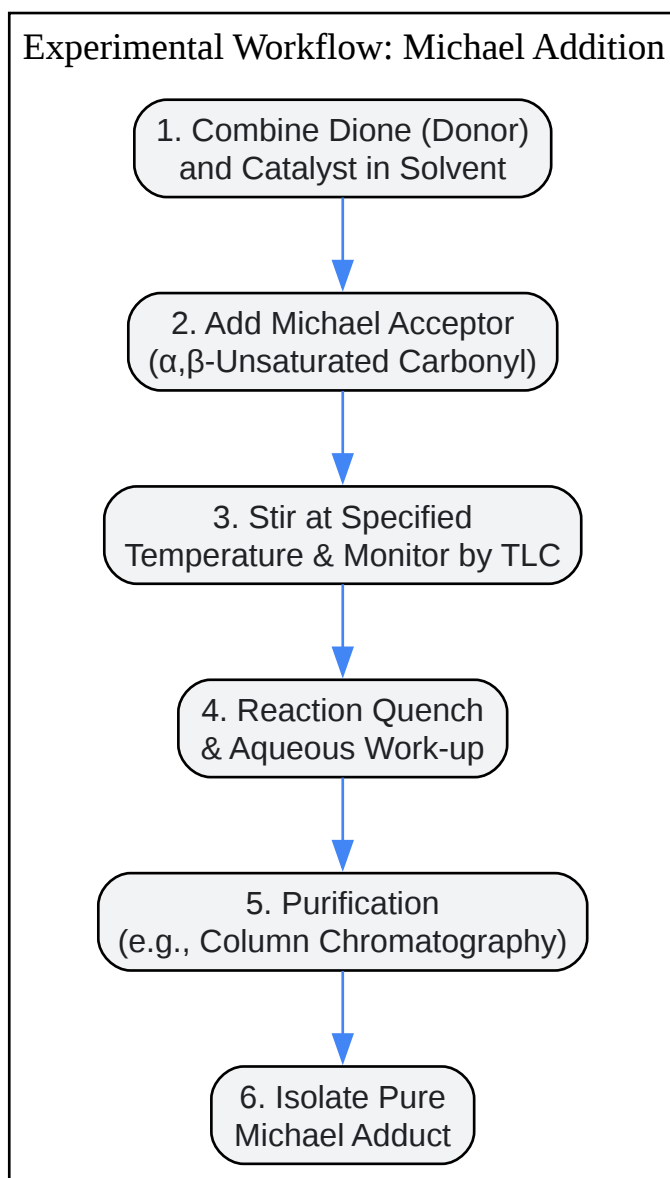 Experimental Workflow: Michael Addition
1. Combine Dione (Donor)
and Catalyst in Solvent
2. Add Michael Acceptor
(α,β-Unsaturated Carbonyl)
3. Stir at Specified
Temperature & Monitor by TLC
4. Reaction Quench
& Aqueous Work-up
5. Purification
(e.g., Column Chromatography)
6. Isolate Pure
Michael Adduct